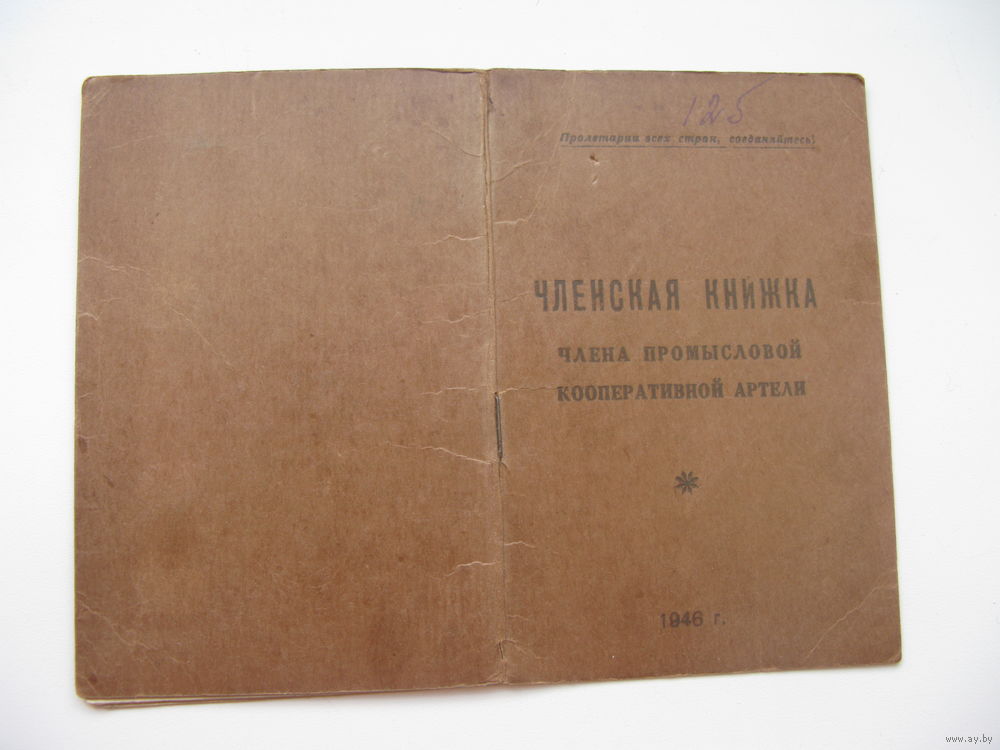 125
Пролетарии всех стран, соединяйтесь!
ЧЛЕНСКАЯ КНИЖКА
ЧЛЕНА ПРОМЫСЛОВОЙ
КООПЕРАТИВНОЙ АРТЕЛИ
1946 г.
www.ay.by